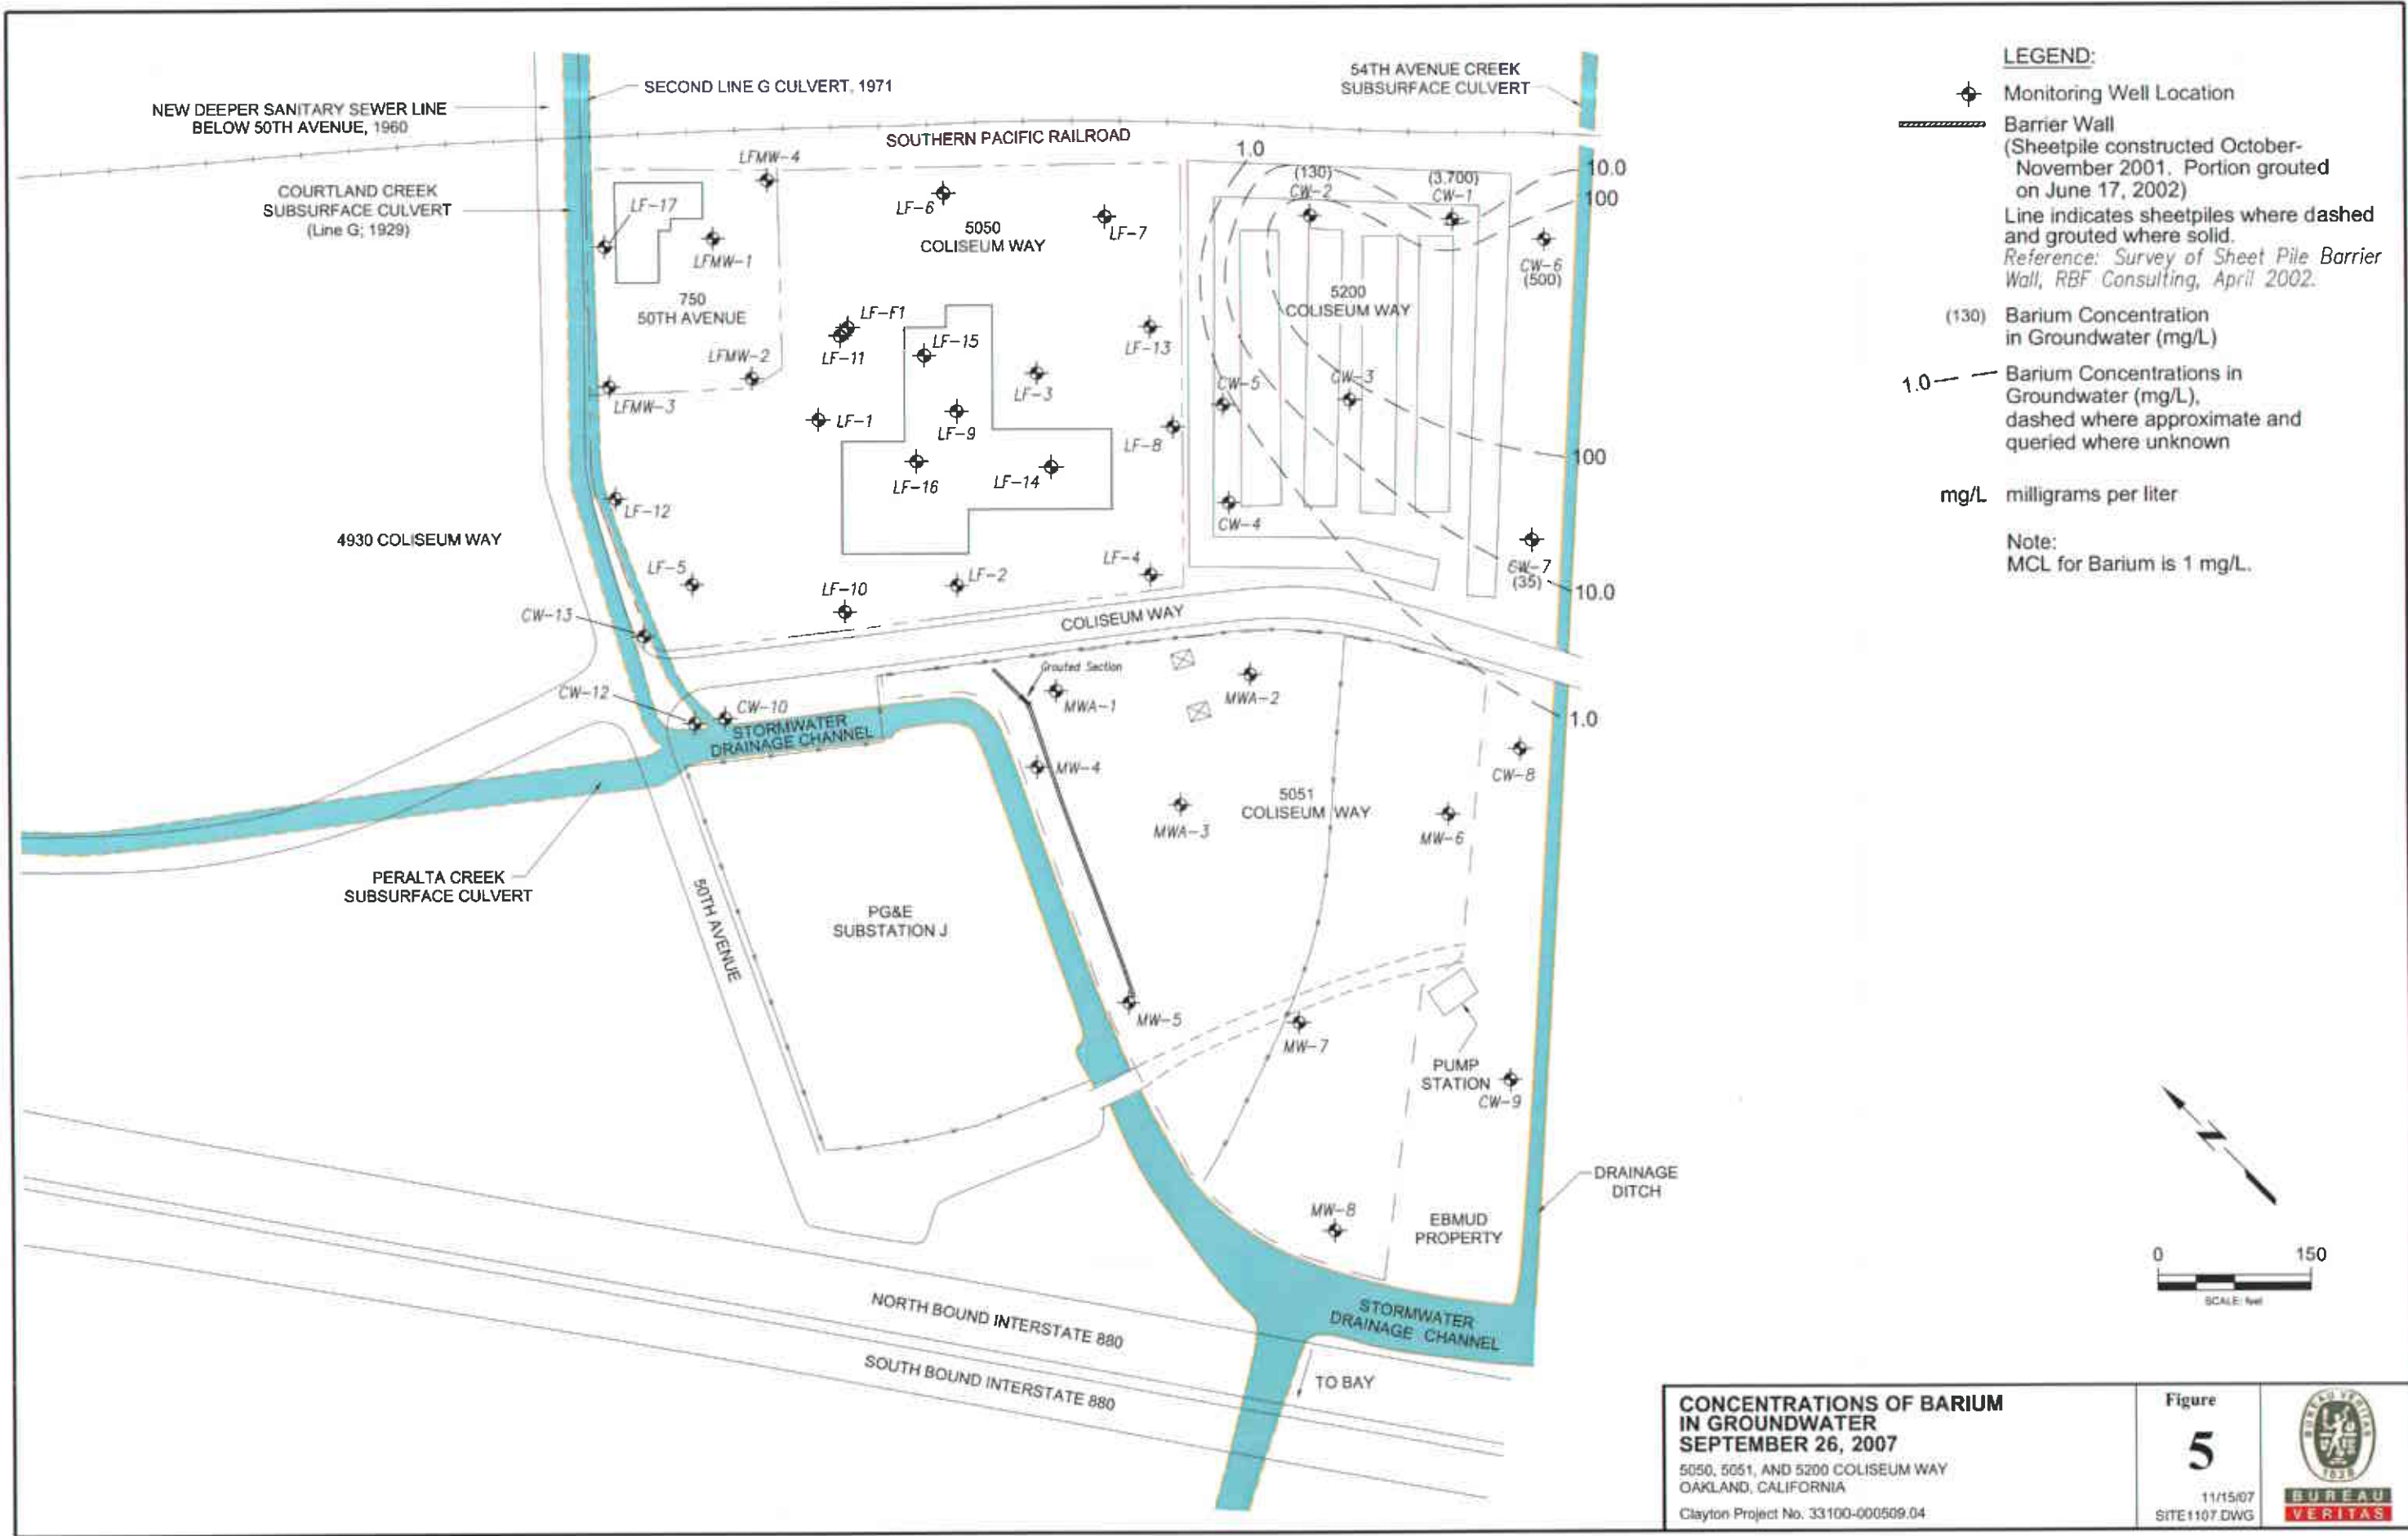 NEW DEEPER SANITARY SEWER LINE
BELOW 50TH AVENUE, 1960
SECOND LINE G CULVERT, 1971
54TH AVENUE CREEK
SUBSURFACE CULVERT
SOUTHERN PACIFIC RAILROAD
COURTLAND CREEK
SUBSURFACE CULVERT
(Line G; 1929)
LFMW-4
LF-17
LFMW-1
750
50TH AVENUE
LFMW-2
LFMW-3
LF-6
5050
COLISEUM WAY
LF-7
LF-F1
LF-11
LF-15
LF-13
LF-3
LF-1
LF-9
LF-8
LF-16
LF-14
LF-12
4930 COLISEUM WAY
LF-5
LF-10
LF-2
LF-4
1.0
(130)
CW-2
(3,700)
CW-1
10.0
100
CW-6
(500)
5200
COLISEUM WAY
CW-5
CW-3
100
CW-4
CW-7
(35)
10.0
CW-13
COLISEUM WAY
Grouted Section
CW-12
CW-10
STORMWATER
DRAINAGE CHANNEL
MWA-1
MWA-2
1.0
MW-4
CW-8
MWA-3
5051
COLISEUM WAY
MW-6
PERALTA CREEK
SUBSURFACE CULVERT
50TH AVENUE
PG&E
SUBSTATION J
MW-5
MW-7
PUMP
STATION
CW-9
DRAINAGE
DITCH
MW-8
EBMUD
PROPERTY
NORTH BOUND INTERSTATE 880
SOUTH BOUND INTERSTATE 880
STORMWATER
DRAINAGE CHANNEL
TO BAY
LEGEND:
Monitoring Well Location
Barrier Wall
(Sheetpile constructed October-
November 2001. Portion grouted
on June 17, 2002)
Line indicates sheetpiles where dashed
and grouted where solid.
Reference: Survey of Sheet Pile Barrier
Wall, RBF Consulting, April 2002.
(130) Barium Concentration
in Groundwater (mg/L)
1.0 Barium Concentrations in
Groundwater (mg/L),
dashed where approximate and
queried where unknown
mg/L milligrams per liter
Note:
MCL for Barium is 1 mg/L.
Z
0 150
SCALE: feet
CONCENTRATIONS OF BARIUM
IN GROUNDWATER
SEPTEMBER 26, 2007
5050, 5051, AND 5200 COLISEUM WAY
OAKLAND, CALIFORNIA
Clayton Project No. 33100-000509.04
Figure
5
11/15/07
SITE1107.DWG
BUREAU VERITAS
1828
BUREAU
VERITAS